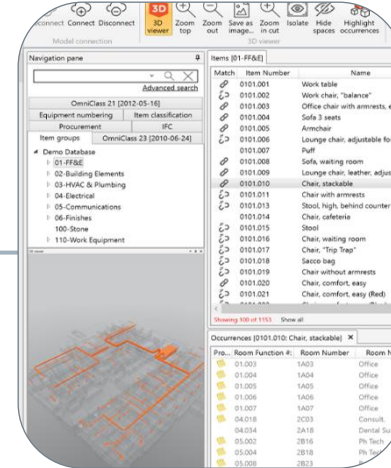 Connect Disconnect
3D viewer
Zoom top
Zoom out
Save as image...
Zoom in cut
Isolate
Hide spaces
Highlight occurrences
Model connection
3D viewer
Navigation pane
Advanced search
OmniClass 21 [2012-05-16]
Equipment numbering
Item classification
Procurement
IFC
Item groups
OmniClass 23 [2010-06-24]
Demo Database
01-FF&E
02-Building Elements
03-HVAC & Plumbing
04-Electrical
05-Communications
06-Finishes
100-Stone
110-Work Equipment
Items [01-FF&E]
Match Item Number Name
0101.001 Work table
0101.002 Work chair, "balance"
0101.003 Office chair with armrests,
0101.004 Sofa 3 seats
0101.005 Armchair
0101.006 Lounge chair, adjustable
0101.007 Puff
0101.008 Sofa, waiting room
0101.009 Lounge chair, leather,
0101.010 Chair, stackable
0101.011 Chair with armrests
0101.013 Stool, high, behind counter
0101.014 Chair, cafeteria
0101.015 Stool
0101.016 Chair, waiting room
0101.017 Chair, "Trip Trap"
0101.018 Sacco bag
0101.019 Chair without armrests
0101.020 Chair, comfort, easy
0101.021 Chair, comfort, easy (Red)
Showing 100 of 1153 Show all
Occurrences [0101.010: Chair, stackable]
Pro... Room Function #: Room Number Room
01.003 1A03 Office
01.004 1A04 Office
01.005 1A05 Office
01.006 1A06 Office
01.007 1A07 Office
04.018 2C03 Consult.
04.034 2A18 Dental
05.002 2B16 Ph Tech
05.004 2B18 Ph
05.008 2B23